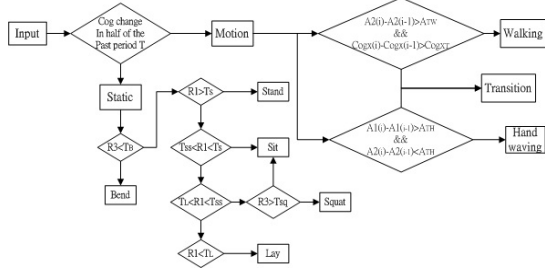 Input
Cog change
In half of the
Past period T
Motion
A2(i)-A2(i-1)>ATW
&&
Cogx(i)-Cogx(i-1)>CogXT
Walking
Transition
A1(i)-A1(i-1)>ATH
&&
A2(i)-A2(i-1)<ATH
Hand
waving
Static
R3<TB
Bend
R1>TS
Stand
TSS<R1<TS
Sit
TL<R1<TSS
R3>TSq
Squat
R1<TL
Lay